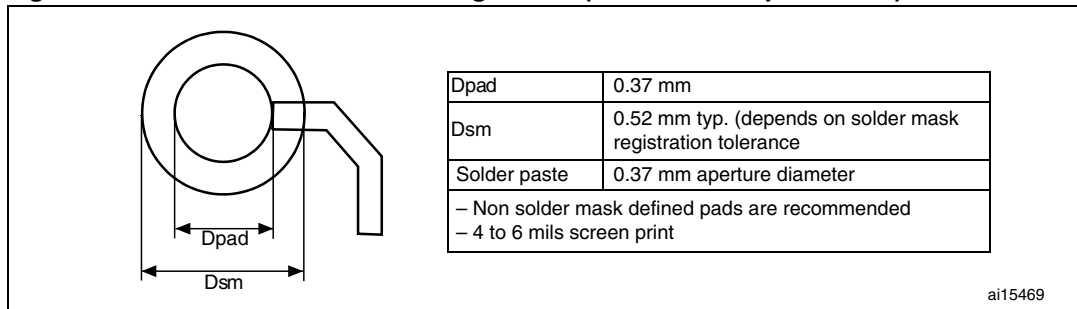 Dpad
Dsm
Dpad 0.37 mm
Dsm 0.52 mm typ. (depends on solder mask
registration tolerance
Solder paste 0.37 mm aperture diameter
– Non solder mask defined pads are recommended
– 4 to 6 mils screen print
ai15469